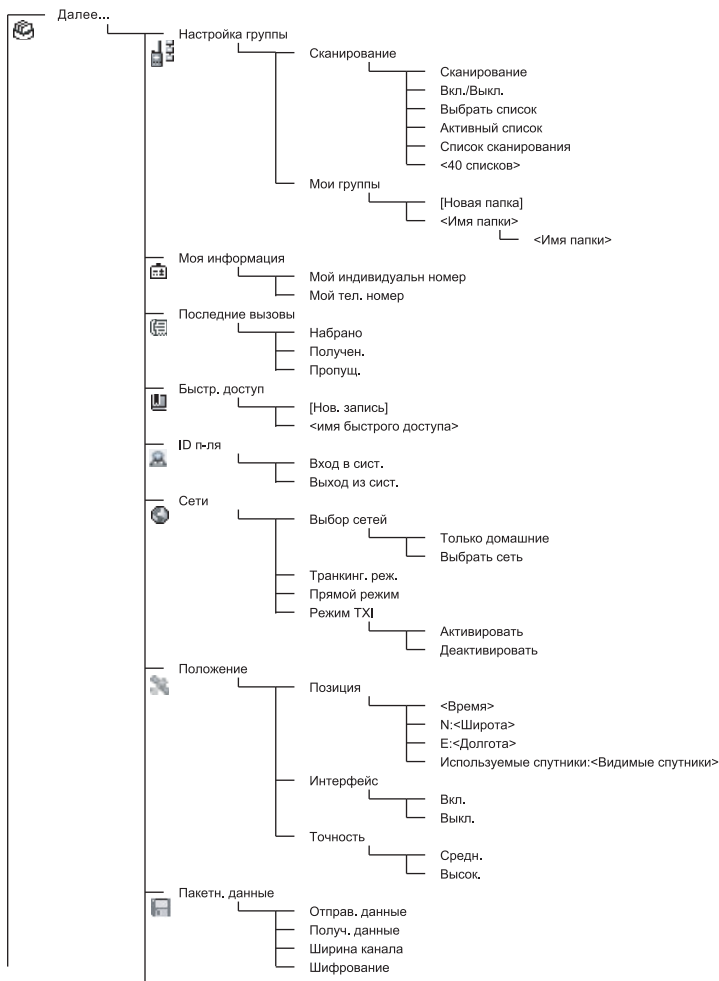 Далее...
Настройка группы
Сканирование
Сканирование
Вкл./Выкл.
Выбрать список
Активный список
Список сканирования
<40 списков>
Мои группы
[Новая папка]
<Имя папки>
<Имя папки>
Моя информация
Мой индивидуальн номер
Мой тел. номер
Последние вызовы
Набрано
Получен.
Пропущ.
Быстр. доступ
[Нов. запись]
<имя быстрого доступа>
ID п-ля
Вход в сист.
Выход из сист.
Сети
Выбор сетей
Только домашние
Выбрать сеть
Транкинг. реж.
Прямой режим
Режим TXI
Активировать
Деактивировать
Положение
Позиция
<Время>
N:<Широта>
E:<Долгота>
Используемые спутники:<Видимые спутники>
Интерфейс
Вкл.
Выкл.
Точность
Средн.
Высок.
Пакетн. данные
Отправ. данные
Получ. данные
Ширина канала
Шифрование